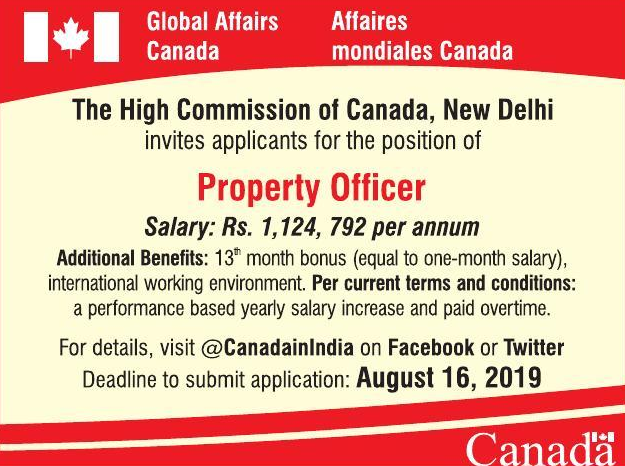 Global Affairs Affaires
Canada mondiales Canada
The High Commission of Canada, New Delhi
invites applicants for the position of
Property Officer
Salary: Rs. 1,124, 792 per annum
Additional Benefits: 13th month bonus (equal to one-month salary),
international working environment. Per current terms and conditions:
a performance based yearly salary increase and paid overtime.
For details, visit @CanadainIndia on Facebook or Twitter
Deadline to submit application: August 16, 2019
Canada